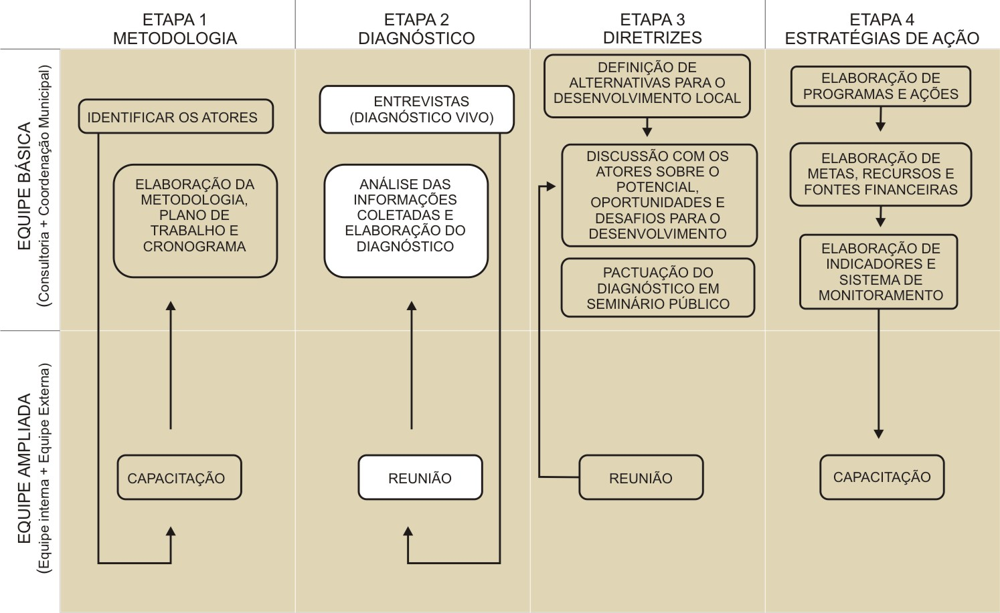 ETAPA 1
METODOLOGIA
ETAPA 2
DIAGNÓSTICO
ETAPA 3
DIRETRIZES
ETAPA 4
ESTRATÉGIAS DE AÇÃO
EQUIPE BÁSICA
(Consultoria + Coordenação Municipal)
IDENTIFICAR OS ATORES
ELABORAÇÃO DA
METODOLOGIA,
PLANO DE
TRABALHO E
CRONOGRAMA
ENTREVISTAS
(DIAGNÓSTICO VIVO)
ANÁLISE DAS
INFORMAÇÕES
COLETADAS E
ELABORAÇÃO DO
DIAGNÓSTICO
DEFINIÇÃO DE
ALTERNATIVAS PARA O
DESENVOLVIMENTO LOCAL
DISCUSSÃO COM OS
ATORES SOBRE O
POTENCIAL,
OPORTUNIDADES E
DESAFIOS PARA O
DESENVOLVIMENTO
PACTUAÇÃO DO
DIAGNÓSTICO EM
SEMINÁRIO PÚBLICO
ELABORAÇÃO DE
PROGRAMAS E AÇÕES
ELABORAÇÃO DE
METAS, RECURSOS E
FONTES FINANCEIRAS
ELABORAÇÃO DE
INDICADORES E
SISTEMA DE
MONITORAMENTO
EQUIPE AMPLIADA
(Equipe interna + Equipe Externa)
CAPACITAÇÃO
REUNIÃO
REUNIÃO
CAPACITAÇÃO